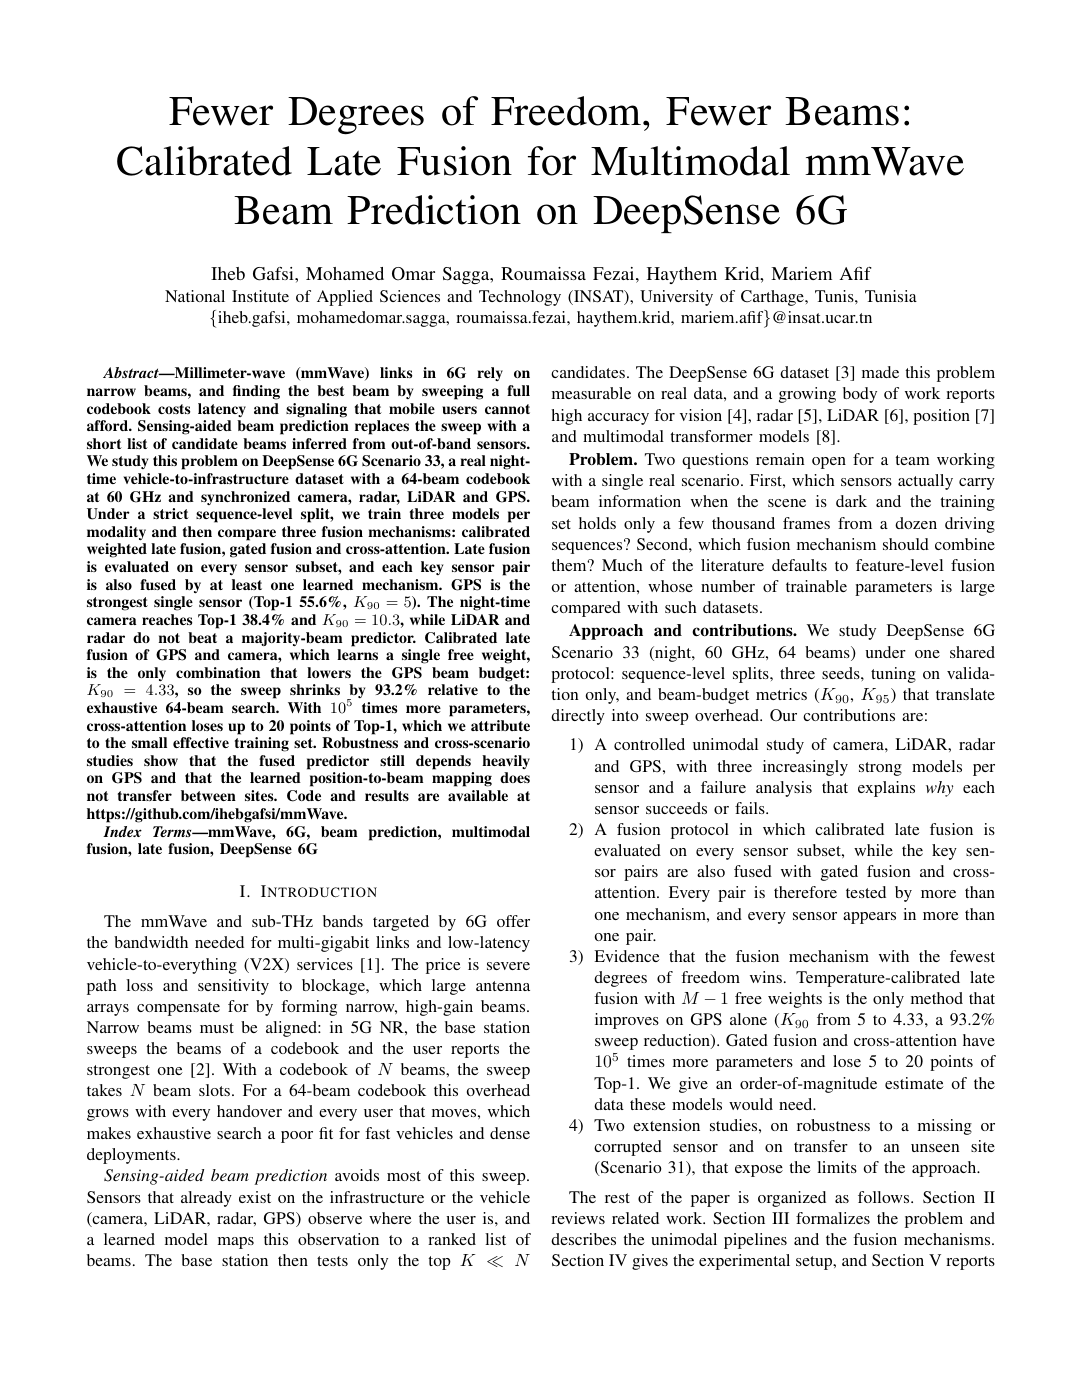 Fewer Degrees of Freedom, Fewer Beams:
Calibrated Late Fusion for Multimodal mmWave
Beam Prediction on DeepSense 6G
Iheb Gafsi, Mohamed Omar Sagga, Roumaissa Fezai, Haythem Krid, Mariem Afif
National Institute of Applied Sciences and Technology (INSAT), University of Carthage, Tunis, Tunisia
{iheb.gafsi, mohamedomar.sagga, roumaissa.fezai, haythem.krid, mariem.afif}@insat.ucar.tn
Abstract—Millimeter-wave (mmWave) links in 6G rely on
narrow beams, and finding the best beam by sweeping a full
codebook costs latency and signaling that mobile users cannot
afford. Sensing-aided beam prediction replaces the sweep with a
short list of candidate beams inferred from out-of-band sensors.
We study this problem on DeepSense 6G Scenario 33, a real night-
time vehicle-to-infrastructure dataset with a 64-beam codebook
at 60 GHz and synchronized camera, radar, LiDAR and GPS.
Under a strict sequence-level split, we train three models per
modality and then compare three fusion mechanisms: calibrated
weighted late fusion, gated fusion and cross-attention. Late fusion
is evaluated on every sensor subset, and each key sensor pair
is also fused by at least one learned mechanism. GPS is the
strongest single sensor (Top-1 55.6%, K90 = 5). The night-time
camera reaches Top-1 38.4% and K90 = 10.3, while LiDAR and
radar do not beat a majority-beam predictor. Calibrated late
fusion of GPS and camera, which learns a single free weight,
is the only combination that lowers the GPS beam budget:
K90 = 4.33, so the sweep shrinks by 93.2% relative to the
exhaustive 64-beam search. With 10^5 times more parameters,
cross-attention loses up to 20 points of Top-1, which we attribute
to the small effective training set. Robustness and cross-scenario
studies show that the fused predictor still depends heavily
on GPS and that the learned position-to-beam mapping does
not transfer between sites. Code and results are available at
https://github.com/ihebgafsi/mmWave.
Index Terms—mmWave, 6G, beam prediction, multimodal
fusion, late fusion, DeepSense 6G
I. INTRODUCTION
The mmWave and sub-THz bands targeted by 6G offer
the bandwidth needed for multi-gigabit links and low-latency
vehicle-to-everything (V2X) services [1]. The price is severe
path loss and sensitivity to blockage, which large antenna
arrays compensate for by forming narrow, high-gain beams.
Narrow beams must be aligned: in 5G NR, the base station
sweeps the beams of a codebook and the user reports the
strongest one [2]. With a codebook of N beams, the sweep
takes N beam slots. For a 64-beam codebook this overhead
grows with every handover and every user that moves, which
makes exhaustive search a poor fit for fast vehicles and dense
deployments.
Sensing-aided beam prediction avoids most of this sweep.
Sensors that already exist on the infrastructure or the vehicle
(camera, LiDAR, radar, GPS) observe where the user is, and
a learned model maps this observation to a ranked list of
beams. The base station then tests only the top K ≪ N
candidates. The DeepSense 6G dataset [3] made this problem
measurable on real data, and a growing body of work reports
high accuracy for vision [4], radar [5], LiDAR [6], position [7]
and multimodal transformer models [8].
Problem. Two questions remain open for a team working
with a single real scenario. First, which sensors actually carry
beam information when the scene is dark and the training
set holds only a few thousand frames from a dozen driving
sequences? Second, which fusion mechanism should combine
them? Much of the literature defaults to feature-level fusion
or attention, whose number of trainable parameters is large
compared with such datasets.
Approach and contributions. We study DeepSense 6G
Scenario 33 (night, 60 GHz, 64 beams) under one shared
protocol: sequence-level splits, three seeds, tuning on valida-
tion only, and beam-budget metrics (K90, K95) that translate
directly into sweep overhead. Our contributions are:
1) A controlled unimodal study of camera, LiDAR, radar
and GPS, with three increasingly strong models per
sensor and a failure analysis that explains why each
sensor succeeds or fails.
2) A fusion protocol in which calibrated late fusion is
evaluated on every sensor subset, while the key sen-
sor pairs are also fused with gated fusion and cross-
attention. Every pair is therefore tested by more than
one mechanism, and every sensor appears in more than
one pair.
3) Evidence that the fusion mechanism with the fewest
degrees of freedom wins. Temperature-calibrated late
fusion with M − 1 free weights is the only method that
improves on GPS alone (K90 from 5 to 4.33, a 93.2%
sweep reduction). Gated fusion and cross-attention have
10^5 times more parameters and lose 5 to 20 points of
Top-1. We give an order-of-magnitude estimate of the
data these models would need.
4) Two extension studies, on robustness to a missing or
corrupted sensor and on transfer to an unseen site
(Scenario 31), that expose the limits of the approach.
The rest of the paper is organized as follows. Section II
reviews related work. Section III formalizes the problem and
describes the unimodal pipelines and the fusion mechanisms.
Section IV gives the experimental setup, and Section V reports